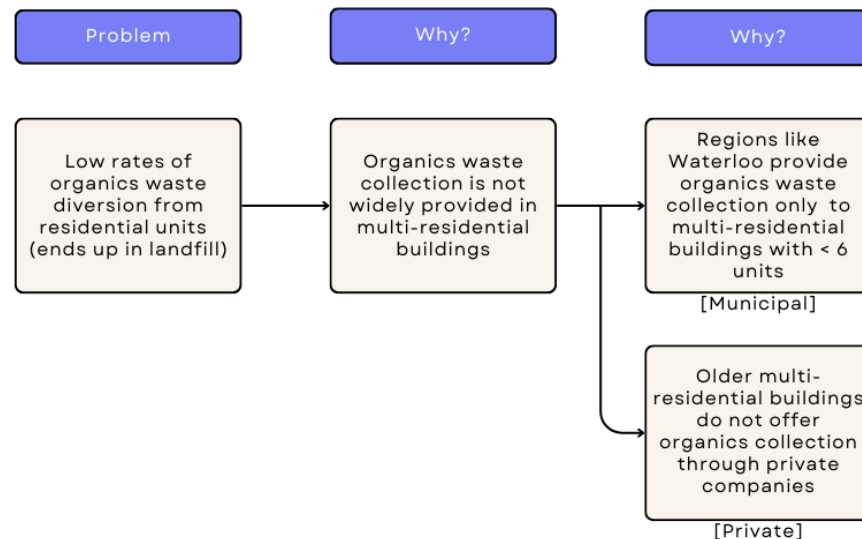 Problem
Why?
Why?
Low rates of
organics waste
diversion from
residential units
(ends up in landfill)
Organics waste
collection is not
widely provided in
multi-residential
buildings
Regions like
Waterloo provide
organics waste
collection only  to
multi-residential
buildings with < 6
units
[Municipal]
Older multi-
residential buildings
do not offer
organics collection
through private
companies
[Private]